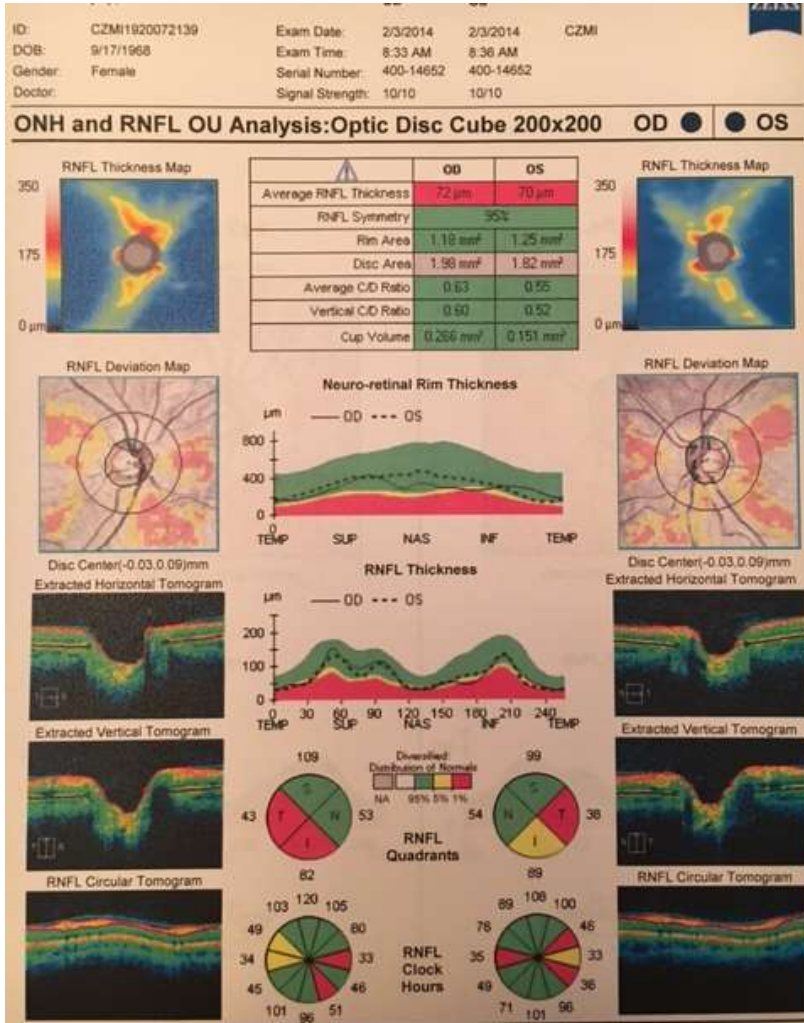 ZEISS
ID: CZMI1920072139 Exam Date: 2/3/2014 2/3/2014 CZMI
DOB: 9/17/1968 Exam Time: 8:33 AM 8:36 AM
Gender: Female Serial Number: 400-14652 400-14652
Doctor: Signal Strength: 10/10 10/10
ONH and RNFL OU Analysis:Optic Disc Cube 200x200 OD OS
RNFL Thickness Map
350
175
0 µm
OD OS
Average RNFL Thickness 72 µm 70 µm
RNFL Symmetry 95%
Rim Area 1.18 mm² 1.25 mm²
Disc Area 1.98 mm² 1.82 mm²
Average C/D Ratio 0.63 0.55
Vertical C/D Ratio 0.60 0.52
Cup Volume 0.266 mm³ 0.151 mm³
RNFL Thickness Map
350
175
0 µm
RNFL Deviation Map
Disc Center(-0.03,0.09)mm
Neuro-retinal Rim Thickness
µm OD OS
800
400
0
0
TEMP SUP NAS INF TEMP
RNFL Deviation Map
Disc Center(-0.03,0.09)mm
Extracted Horizontal Tomogram
RNFL Thickness
µm OD OS
200
100
0
0 30 60 90 120 150 180 210 240
TEMP SUP NAS INF TEMP
Extracted Horizontal Tomogram
Extracted Vertical Tomogram
Diversified:
Distribution of Normals
NA 95% 5% 1%
109
S
43 T N 53
I
82
RNFL
Quadrants
99
S
54 N T 38
I
89
Extracted Vertical Tomogram
RNFL Circular Tomogram
103 120 105
49 80
34 33
45 46
101 96 51
RNFL
Clock
Hours
89 108 100
78 46
35 33
49 36
71 101 96
RNFL Circular Tomogram